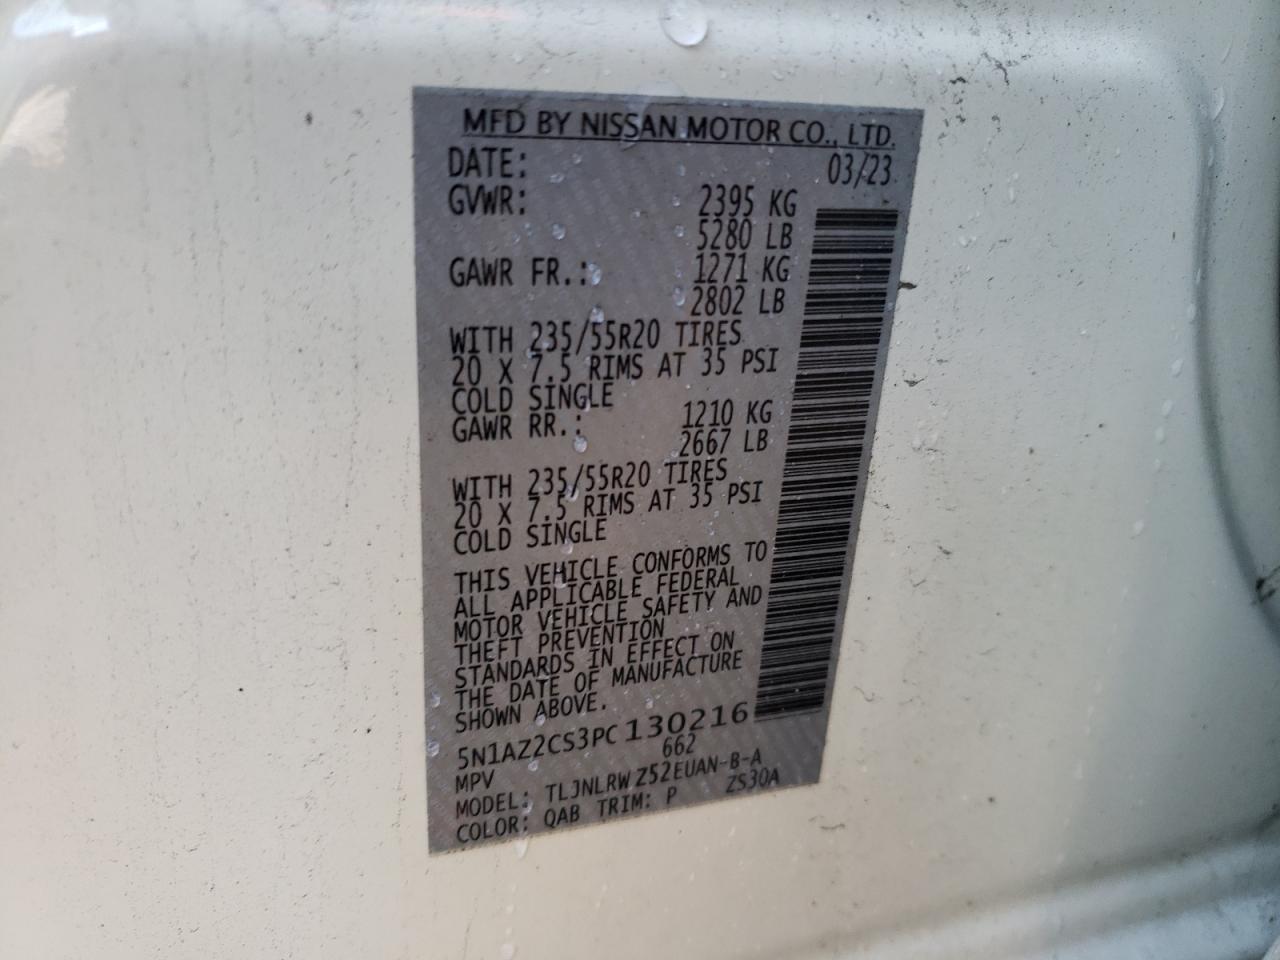 MFD BY NISSAN MOTOR CO., LTD.
DATE: 03/23
GVWR: 2395 KG
5280 LB
GAWR FR.: 1271 KG
2802 LB
WITH 235/55R20 TIRES
20 X 7.5 RIMS AT 35 PSI
COLD SINGLE
GAWR RR.: 1210 KG
2667 LB
WITH 235/55R20 TIRES
20 X 7.5 RIMS AT 35 PSI
COLD SINGLE
THIS VEHICLE CONFORMS TO
ALL APPLICABLE FEDERAL
MOTOR VEHICLE SAFETY AND
THEFT PREVENTION
STANDARDS IN EFFECT ON
THE DATE OF MANUFACTURE
SHOWN ABOVE.
5N1AZ2CS3PC130216
MPV 662
MODEL: TLJNLRW Z52EUAN-B-A
COLOR: QAB TRIM: P ZS30A